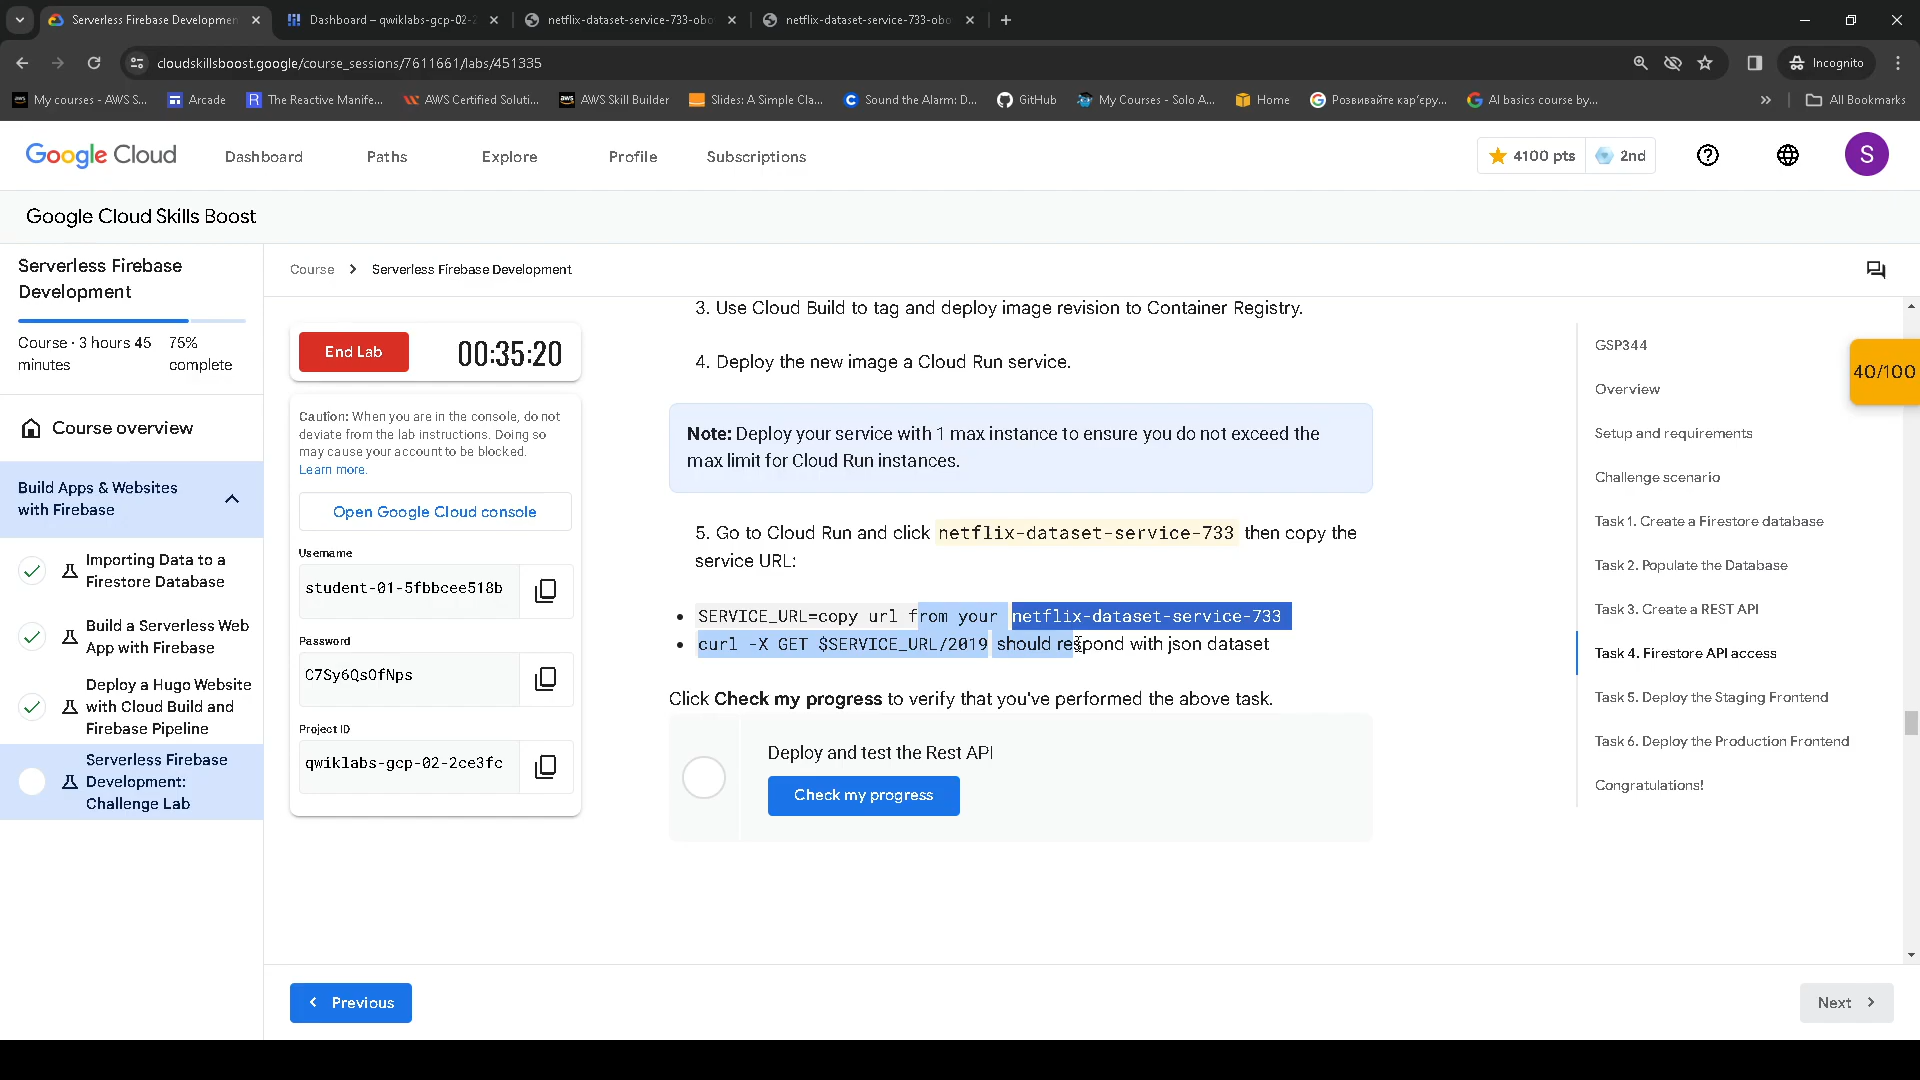 Serverless Firebase Developmen
Dashboard – qwiklabs-gcp-02-2
netflix-dataset-service-733-obo
netflix-dataset-service-733-obo
cloudskillsboost.google/course_sessions/7611661/labs/451335
Incognito
My courses - AWS S...
Arcade
The Reactive Manife...
AWS Certified Soluti...
AWS Skill Builder
Slides: A Simple Cla...
Sound the Alarm: D...
GitHub
My Courses - Solo A...
Home
Розвивайте кар'єру...
AI basics course by...
All Bookmarks
Google Cloud
Dashboard
Paths
Explore
Profile
Subscriptions
4100 pts
2nd
S
Google Cloud Skills Boost
Serverless Firebase
Development
Course · 3 hours 45
minutes
75%
complete
Course overview
Build Apps & Websites
with Firebase
Importing Data to a
Firestore Database
Build a Serverless Web
App with Firebase
Deploy a Hugo Website
with Cloud Build and
Firebase Pipeline
Serverless Firebase
Development:
Challenge Lab
Course
Serverless Firebase Development
End Lab
00:35:20
Caution: When you are in the console, do not
deviate from the lab instructions. Doing so
may cause your account to be blocked.
Learn more.
Open Google Cloud console
Username
student-01-5fbbcee518b
Password
C7Sy6QsOfNps
Project ID
qwiklabs-gcp-02-2ce3fc
3. Use Cloud Build to tag and deploy image revision to Container Registry.
4. Deploy the new image a Cloud Run service.
Note: Deploy your service with 1 max instance to ensure you do not exceed the
max limit for Cloud Run instances.
5. Go to Cloud Run and click netflix-dataset-service-733 then copy the
service URL:
SERVICE_URL=copy url from your netflix-dataset-service-733
curl -X GET $SERVICE_URL/2019 should respond with json dataset
Click Check my progress to verify that you've performed the above task.
Deploy and test the Rest API
Check my progress
GSP344
Overview
Setup and requirements
Challenge scenario
Task 1. Create a Firestore database
Task 2. Populate the Database
Task 3. Create a REST API
Task 4. Firestore API access
Task 5. Deploy the Staging Frontend
Task 6. Deploy the Production Frontend
Congratulations!
40/100
Previous
Next